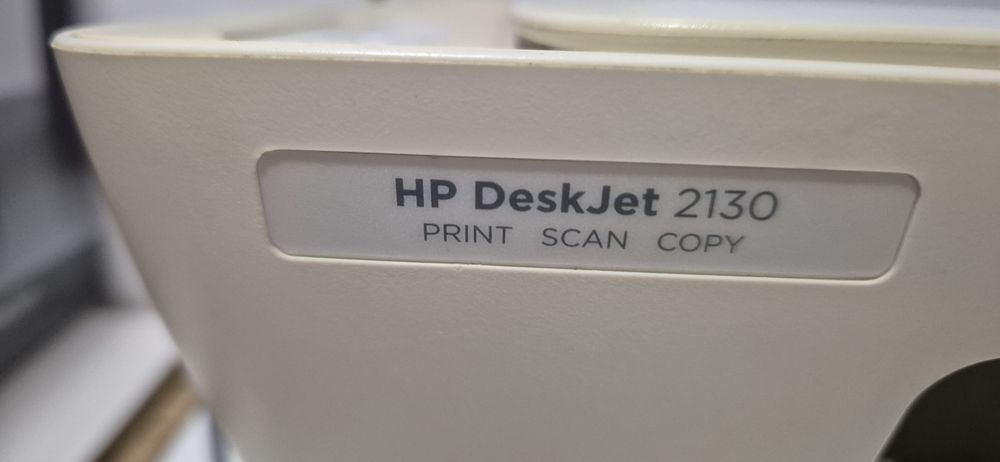 HP DeskJet 2130
PRINT SCAN COPY